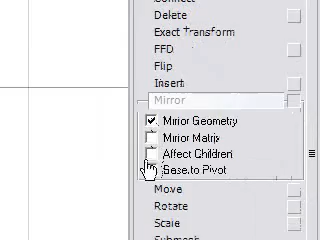 Connect
Delete
Exact Transform
FFD
Flip
Insert
Mirror
Mirror Geometry
Mirror Matrix
Affect Children
Base to Pivot
Move
Rotate
Scale